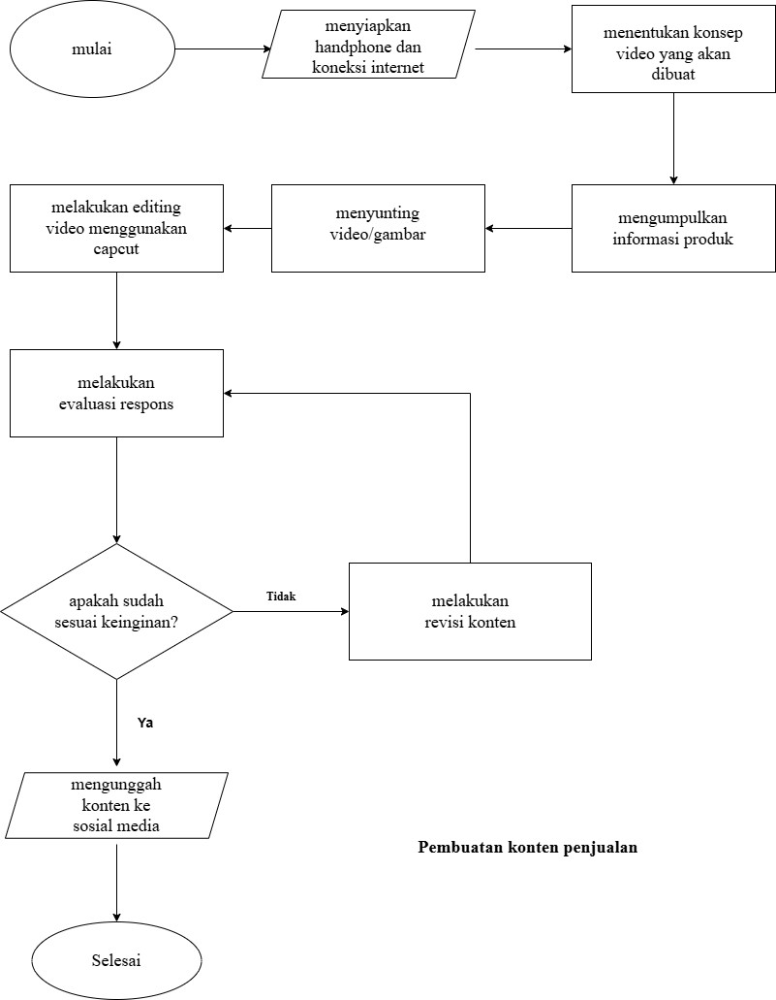 mulai
menyiapkan
handphone dan
koneksi internet
menentukan konsep
video yang akan
dibuat
mengumpulkan
informasi produk
menyunting
video/gambar
melakukan editing
video menggunakan
capcut
melakukan
evaluasi respons
apakah sudah
sesuai keinginan?
Tidak
melakukan
revisi konten
Ya
mengunggah
konten ke
sosial media
Pembuatan konten penjualan
Selesai